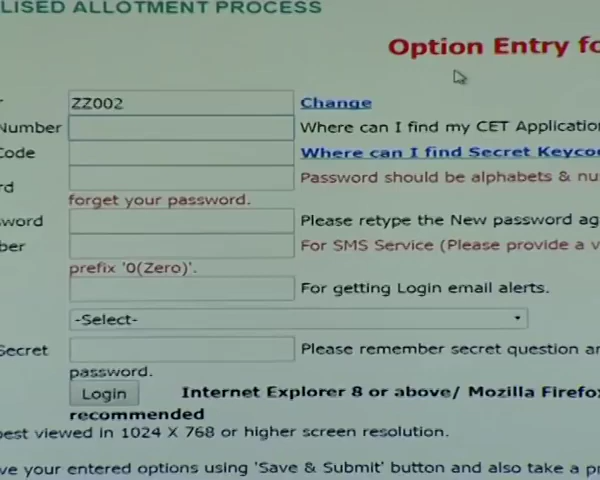 LISED ALLOTMENT PROCESS
Option Entry fo
ZZ002 Change
Number Where can I find my CET Applicatio
Code Where can I find Secret Keyco
Password should be alphabets & nu
rd
forget your password.
sword Please retype the New password ag
ber For SMS Service (Please provide a v
prefix '0(Zero)'.
For getting Login email alerts.
-Select-
Secret Please remember secret question a
password.
Login Internet Explorer 8 or above/ Mozilla Firefox
recommended
best viewed in 1024 X 768 or higher screen resolution.
ve your entered options using 'Save & Submit' button and also take a pr